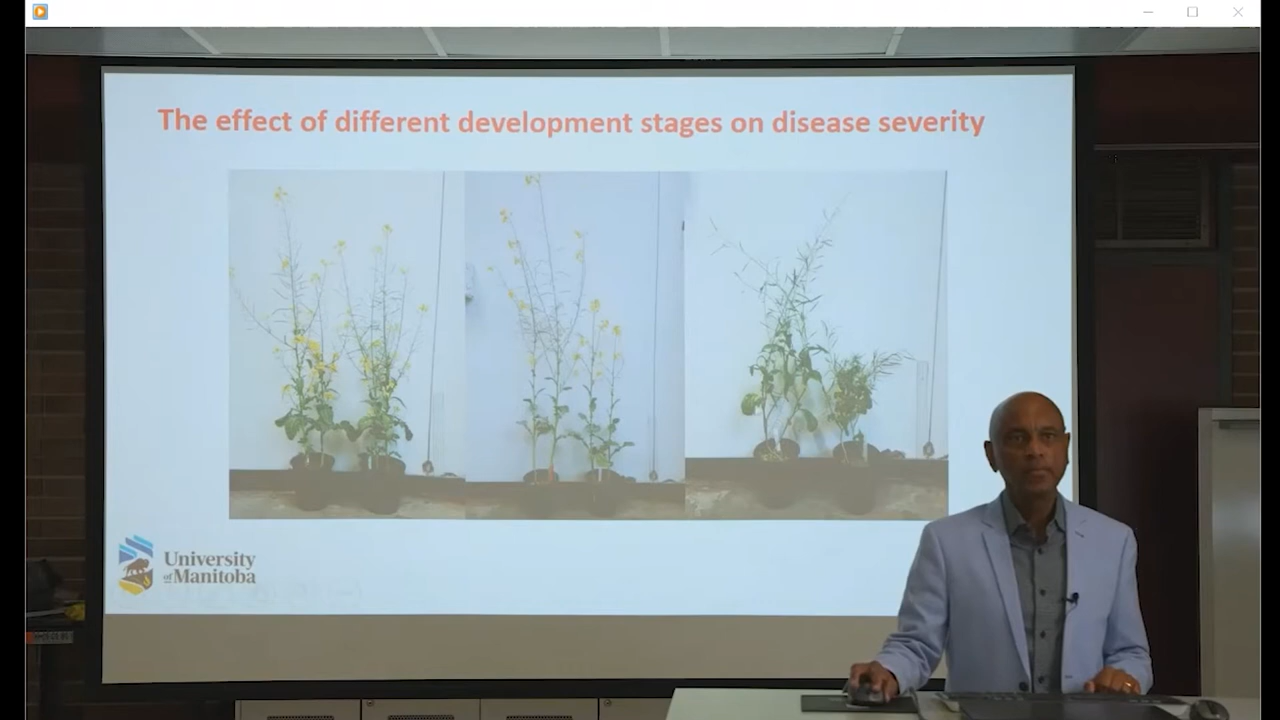 The effect of different development stages on disease severity
University
of Manitoba